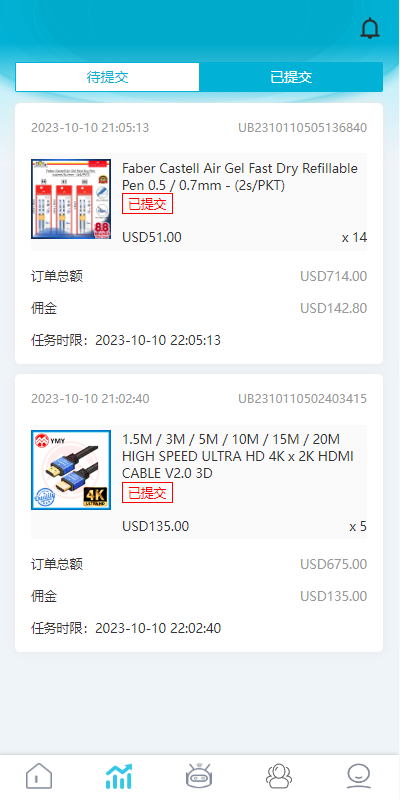 待提交
已提交
2023-10-10 21:05:13
UB2310110505136840
Faber Castell Air Gel Fast Dry Refillable
Pen 0.5 / 0.7mm - (2s/PKT)
已提交
USD51.00
x 14
订单总额
USD714.00
佣金
USD142.80
任务时限：2023-10-10 22:05:13
2023-10-10 21:02:40
UB2310110502403415
YMY
4K
ULTRA HD
1.5M / 3M / 5M / 10M / 15M / 20M
HIGH SPEED ULTRA HD 4K x 2K HDMI
CABLE V2.0 3D
已提交
USD135.00
x 5
订单总额
USD675.00
佣金
USD135.00
任务时限：2023-10-10 22:02:40